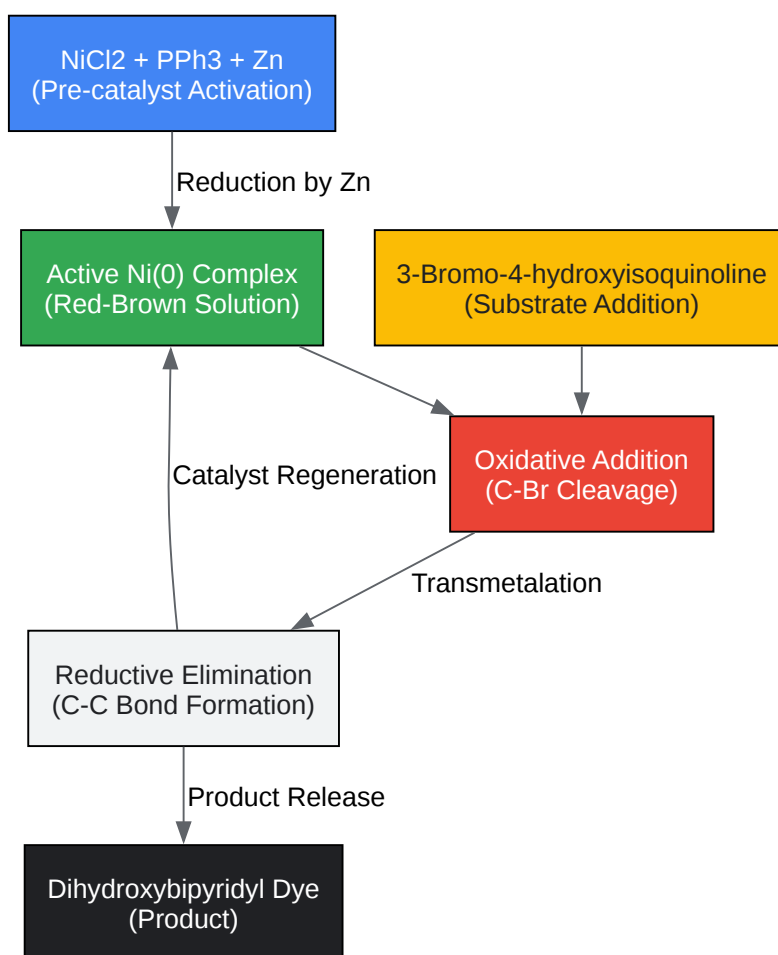 NiCl2 + PPh3 + Zn
(Pre-catalyst Activation)
Reduction by Zn
Active Ni(0) Complex
(Red-Brown Solution)
3-Bromo-4-hydroxyisoquinoline
(Substrate Addition)
Catalyst Regeneration
Oxidative Addition
(C-Br Cleavage)
Transmetalation
Reductive Elimination
(C-C Bond Formation)
Product Release
Dihydroxybipyridyl Dye
(Product)